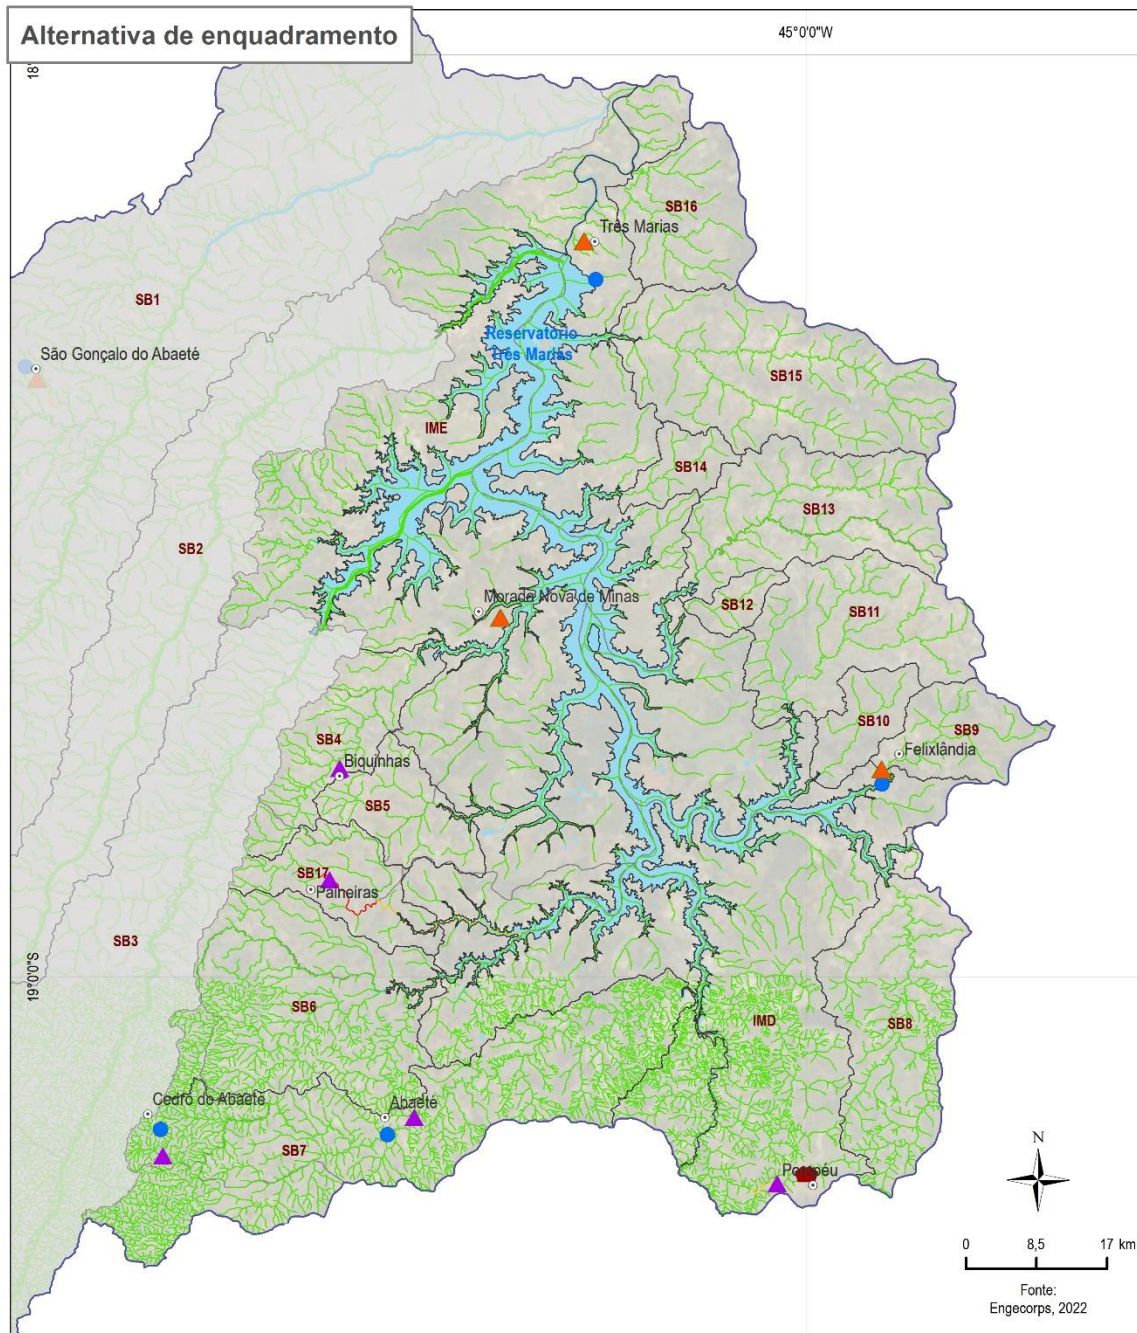 Alternativa de enquadramento
45°0'0"W
18°
SB16
Três Marias
SB1
São Gonçalo do Abaeté
Reservatório
Três Marias
SB15
IME
SB14
SB13
SB2
Morada Nova de Minas
SB12
SB11
SB10
SB9
SB4
Felixlândia
Biquinhas
SB5
SB17
Paineiras
SB3
19°0'0"S
SB6
IMD
SB8
Cedro do Abaeté
Abaeté
SB7
N
Pompéu
0 8,5 17 km
Fonte:
Engecorps, 2022